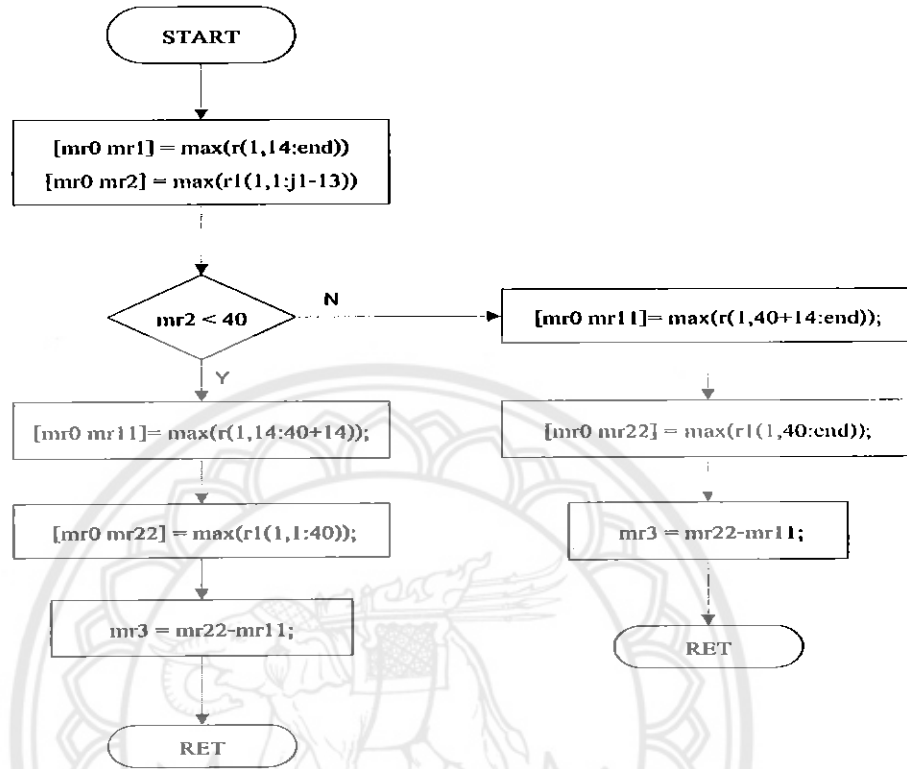 START
[mr0 mr1] = max(r(1,14:end))
[mr0 mr2] = max(r1(1,1:j1-13))
mr2 < 40
N
[mr0 mr11]= max(r(1,40+14:end));
Y
[mr0 mr11]= max(r(1,14:40+14));
[mr0 mr22] = max(r1(1,40:end));
[mr0 mr22] = max(r1(1,1:40));
mr3 = mr22-mr11;
mr3 = mr22-mr11;
RET
RET